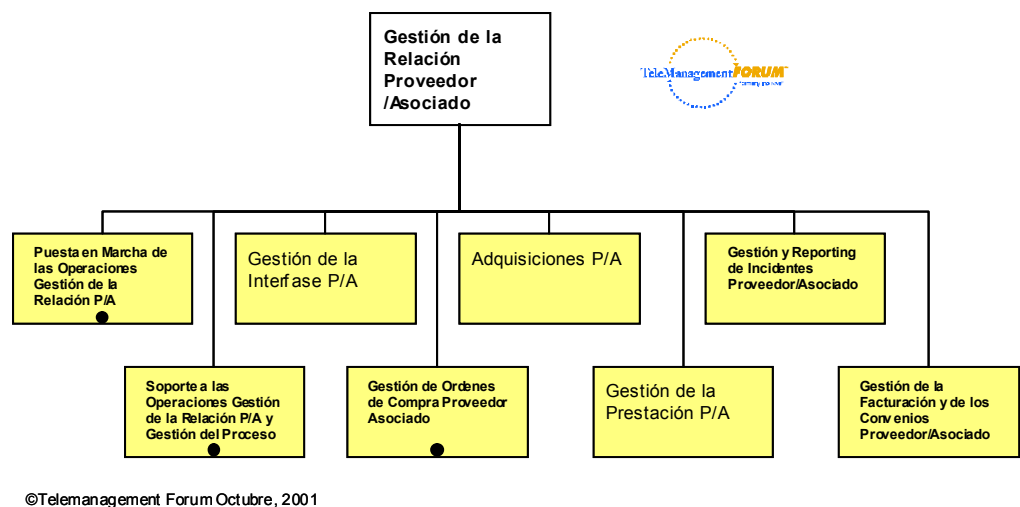 Gestión de la
Relación
Proveedor
/Asociado
TeleManagement FORUM
Puesta en Marcha de
las Operaciones
Gestión de la
Relación P/A
Gestión de la
Interfase P/A
Adquisiciones P/A
Gestión y Reporting
de Incidentes
Proveedor/Asociado
Soporte a las
Operaciones Gestión
de la Relación P/A y
Gestión del Proceso
Gestión de Ordenes
de Compra Proveedor
Asociado
Gestión de la
Prestación P/A
Gestión de la
Facturación y de los
Convenios
Proveedor/Asociado
©Telemanagement Forum Octubre, 2001